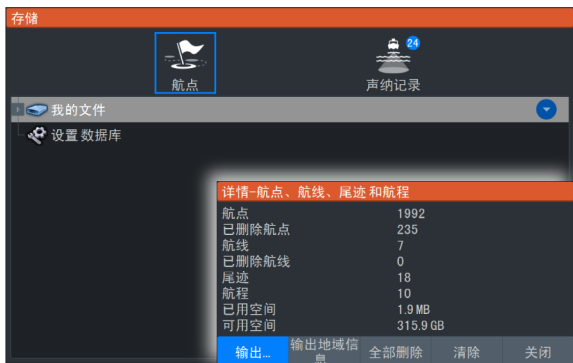 存储
24
航点
声纳记录
我的文件
设置数据库
详情-航点、航线、尾迹和航程
航点 1992
已删除航点 235
航线 7
已删除航线 0
尾迹 18
航程 10
已用空间 1.9 MB
可用空间 315.9 GB
输出... 输出地域信息 全部删除 清除 关闭